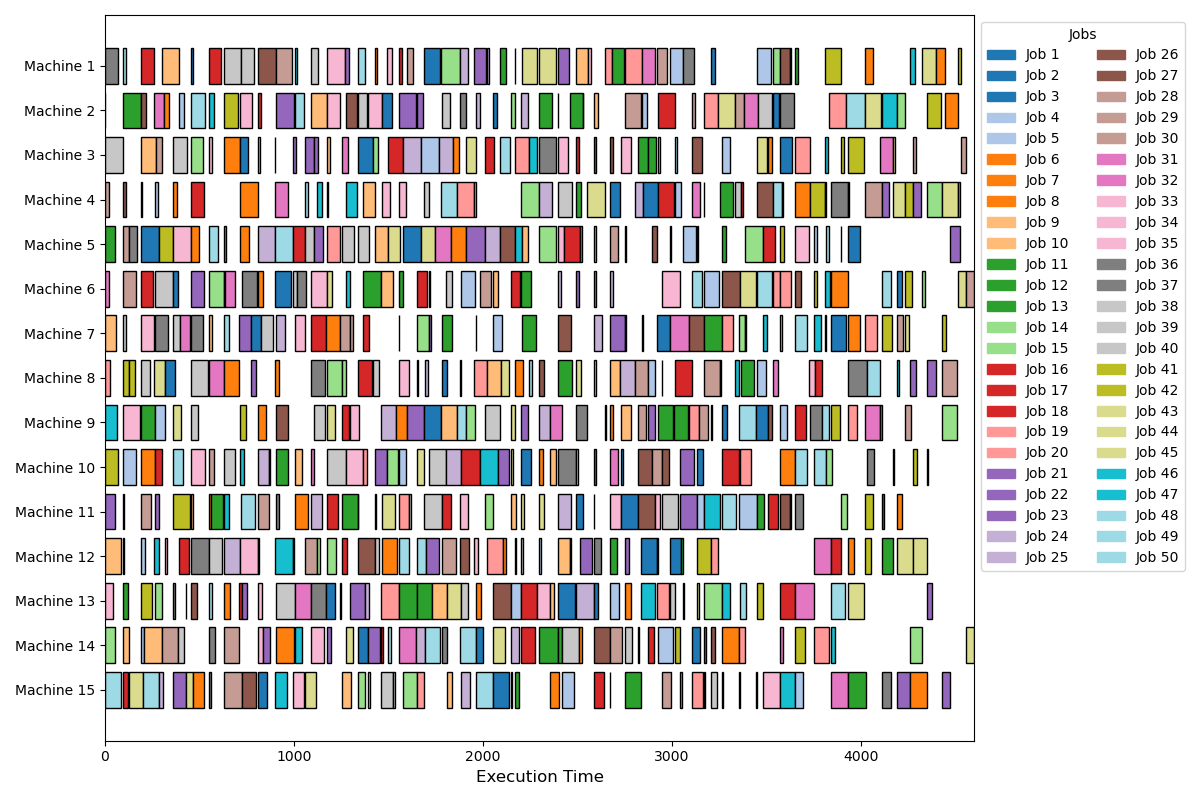 Machine 1
Machine 2
Machine 3
Machine 4
Machine 5
Machine 6
Machine 7
Machine 8
Machine 9
Machine 10
Machine 11
Machine 12
Machine 13
Machine 14
Machine 15
0 1000 2000 3000 4000
Execution Time
Jobs
Job 1
Job 2
Job 3
Job 4
Job 5
Job 6
Job 7
Job 8
Job 9
Job 10
Job 11
Job 12
Job 13
Job 14
Job 15
Job 16
Job 17
Job 18
Job 19
Job 20
Job 21
Job 22
Job 23
Job 24
Job 25
Job 26
Job 27
Job 28
Job 29
Job 30
Job 31
Job 32
Job 33
Job 34
Job 35
Job 36
Job 37
Job 38
Job 39
Job 40
Job 41
Job 42
Job 43
Job 44
Job 45
Job 46
Job 47
Job 48
Job 49
Job 50